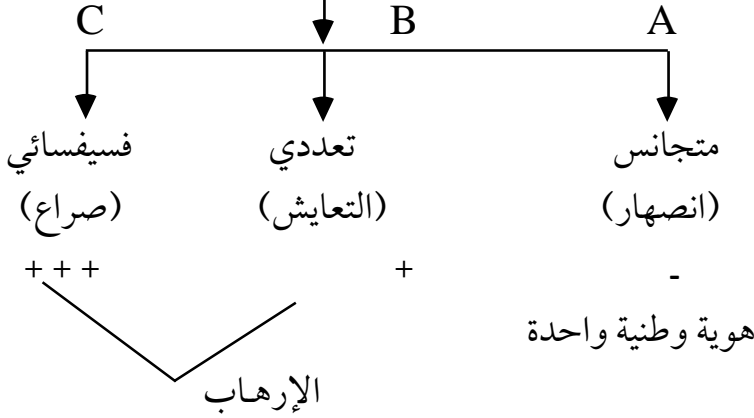 A B C
متجانس تعددي فسيفسائي
(انصهار) (التعايش) (صراع)
- + + + +
هوية وطنية واحدة
الإرهاب